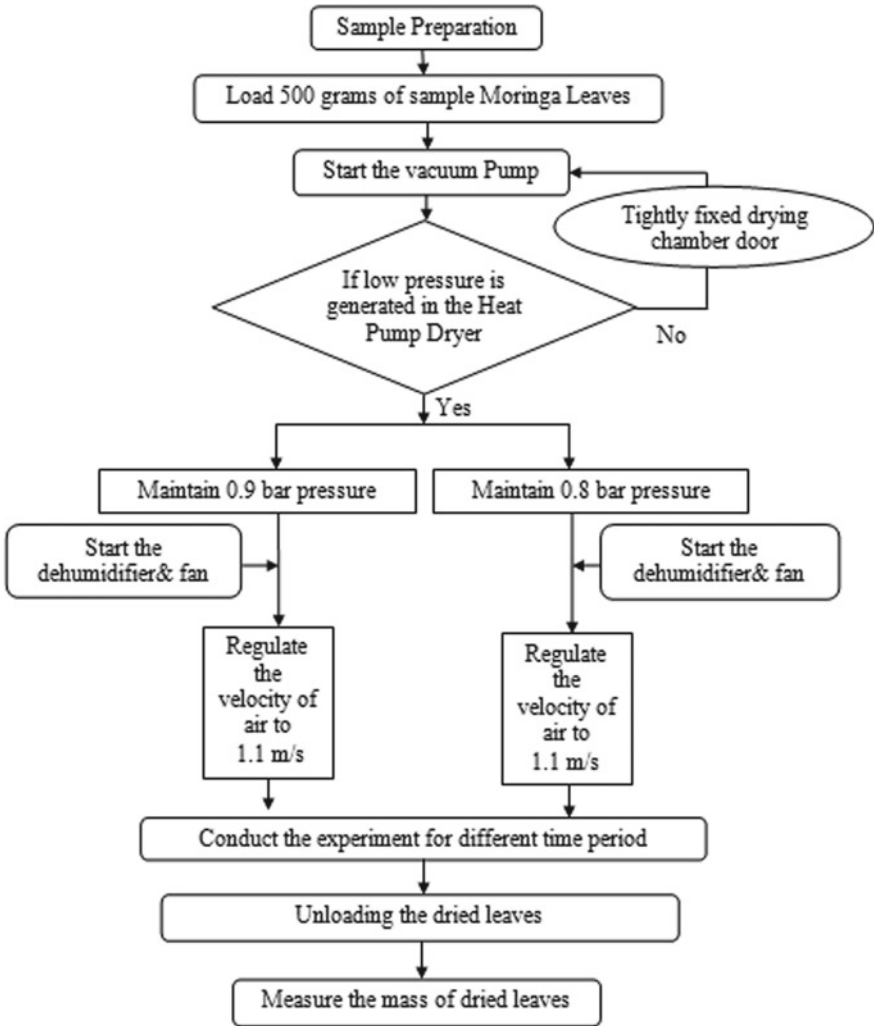 Sample Preparation
Load 500 grams of sample Moringa Leaves
Start the vacuum Pump
Tightly fixed drying
chamber door
If low pressure is
generated in the Heat
Pump Dryer
No
Yes
Maintain 0.9 bar pressure
Maintain 0.8 bar pressure
Start the
dehumidifier& fan
Start the
dehumidifier& fan
Regulate
the
velocity of
air to
1.1 m/s
Regulate
the
velocity of
air to
1.1 m/s
Conduct the experiment for different time period
Unloading the dried leaves
Measure the mass of dried leaves